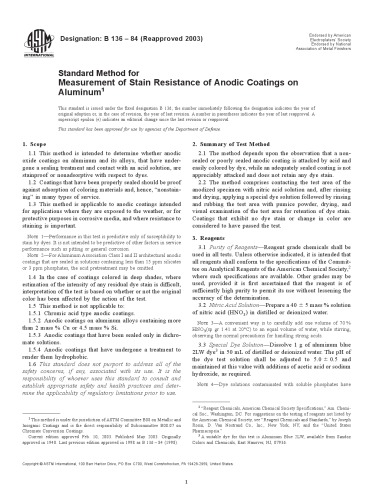 Designation: B 136 – 84 (Reapproved 2003)
Endorsed by American
Electroplaters' Society
Endorsed by National
Association of Metal Finishers
ASTM
INTERNATIONAL
Standard Method for
Measurement of Stain Resistance of Anodic Coatings on
Aluminum1
This standard is issued under the fixed designation B 136; the number immediately following the designation indicates the year of
original adoption or, in the case of revision, the year of last revision. A number in parentheses indicates the year of last reapproval. A
superscript epsilon (e) indicates an editorial change since the last revision or reapproval.
This standard has been approved for use by agencies of the Department of Defense.
1. Scope
1.1 This method is intended to determine whether anodic
oxide coatings on aluminum and its alloys, that have under-
gone a sealing treatment and contact with an acid solution, are
stainproof or nonadsorptive with respect to dyes.
1.2 Coatings that have been properly sealed should be proof
against adsorption of coloring materials and, hence, "nonstain-
ing" in many types of service.
1.3 This method is applicable to anodic coatings intended
for applications where they are exposed to the weather, or for
protective purposes in corrosive media, and where resistance to
staining is important.
NOTE 1—Performance in this test is predictive only of susceptibility to
stain by dyes. It is not intended to be predictive of other factors in service
performance such as pitting or general corrosion.
NOTE 2—For Aluminum Association Class I and II architectural anodic
coatings that are sealed in solutions containing less than 15 ppm silicates
or 3 ppm phosphates, the acid pretreatment may be omitted.
1.4 In the case of coatings colored in deep shades, where
estimation of the intensity of any residual dye stain is difficult,
interpretation of the test is based on whether or not the original
color has been affected by the action of the test.
1.5 This method is not applicable to:
1.5.1 Chromic acid type anodic coatings.
1.5.2 Anodic coatings on aluminum alloys containing more
than 2 mass % Cu or 4.5 mass % Si,
1.5.3 Anodic coatings that have been sealed only in dichro-
mate solutions.
1.5.4 Anodic coatings that have undergone a treatment to
render them hydrophobic.
1.6 This standard does not purport to address all of the
safety concerns, if any, associated with its use. It is the
responsibility of whoever uses this standard to consult and
establish appropriate safety and health practices and deter-
mine the applicability of regulatory limitations prior to use.
1 This method is under the jurisdiction of ASTM Committee B08 on Metallic and
Inorganic Coatings and is the direct responsibility of Subcommittee B08.07 on
Chromate Conversion Coatings.
Current edition approved Feb. 10, 2003. Published May 2003. Originally
approved in 1940. Last previous edition approved in 1998 as B 136 – 84 (1998).
2. Summary of Test Method
2.1 The method depends upon the observation that a non-
sealed or poorly sealed anodic coating is attacked by acid and
easily colored by dye, while an adequately sealed coating is not
appreciably attacked and does not retain any dye stain.
2.2 The method comprises contacting the test area of the
anodized specimen with nitric acid solution and, after rinsing
and drying, applying a special dye solution followed by rinsing
and rubbing the test area with pumice powder, drying, and
visual examination of the test area for retention of dye stain.
Coatings that exhibit no dye stain or change in color are
considered to have passed the test.
3. Reagents
3.1 Purity of Reagents—Reagent grade chemicals shall be
used in all tests. Unless otherwise indicated, it is intended that
all reagents shall conform to the specifications of the Commit-
tee on Analytical Reagents of the American Chemical Society,2
where such specifications are available. Other grades may be
used, provided it is first ascertained that the reagent is of
sufficiently high purity to permit its use without lessening the
accuracy of the determination.
3.2 Nitric Acid Solution—Prepare a 40 ± 5 mass % solution
of nitric acid (HNO3) in distilled or deionized water.
NOTE 3—A convenient way is to carefully add one volume of 70 %
HNO3(sp gr 1.41 at 20°C) to an equal volume of water, while stirring,
observing the normal precautions for handling strong acids.
3.3 Special Dye Solution—Dissolve 1 g of aluminum blue
2LW dye3 in 50 mL of distilled or deionized water. The pH of
the dye solution shall be adjusted to 5.0 ± 0.5 and
maintained at this value with additions of acetic acid or sodium
hydroxide, as required.
NOTE 4—Dye solutions contaminated with soluble phosphates have
2 "Reagent Chemicals, American Chemical Society Specifications," Am. Chemi-
cal Soc., Washington, DC. For suggestions on the testing of reagents not listed by
the American Chemical Society, see "Reagent Chemicals and Standards," by Joseph
Rosin, D. Van Nostrand Co., Inc., New York, NY, and the "United States
Pharmacopeia."
3 A suitable dye for this test is Aluminum Blue 2LW, available from Sandoz
Colors and Chemicals, East Hanover, NJ, 07936.
Copyright © ASTM International, 100 Barr Harbor Drive, PO Box C700, West Conshohocken, PA 19428-2959, United States.
1